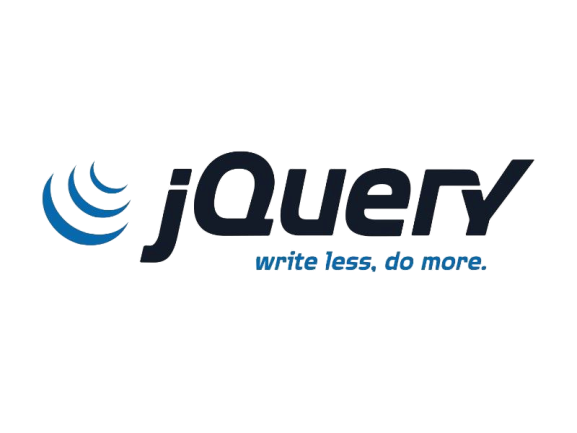 jQuery
write less, do more.